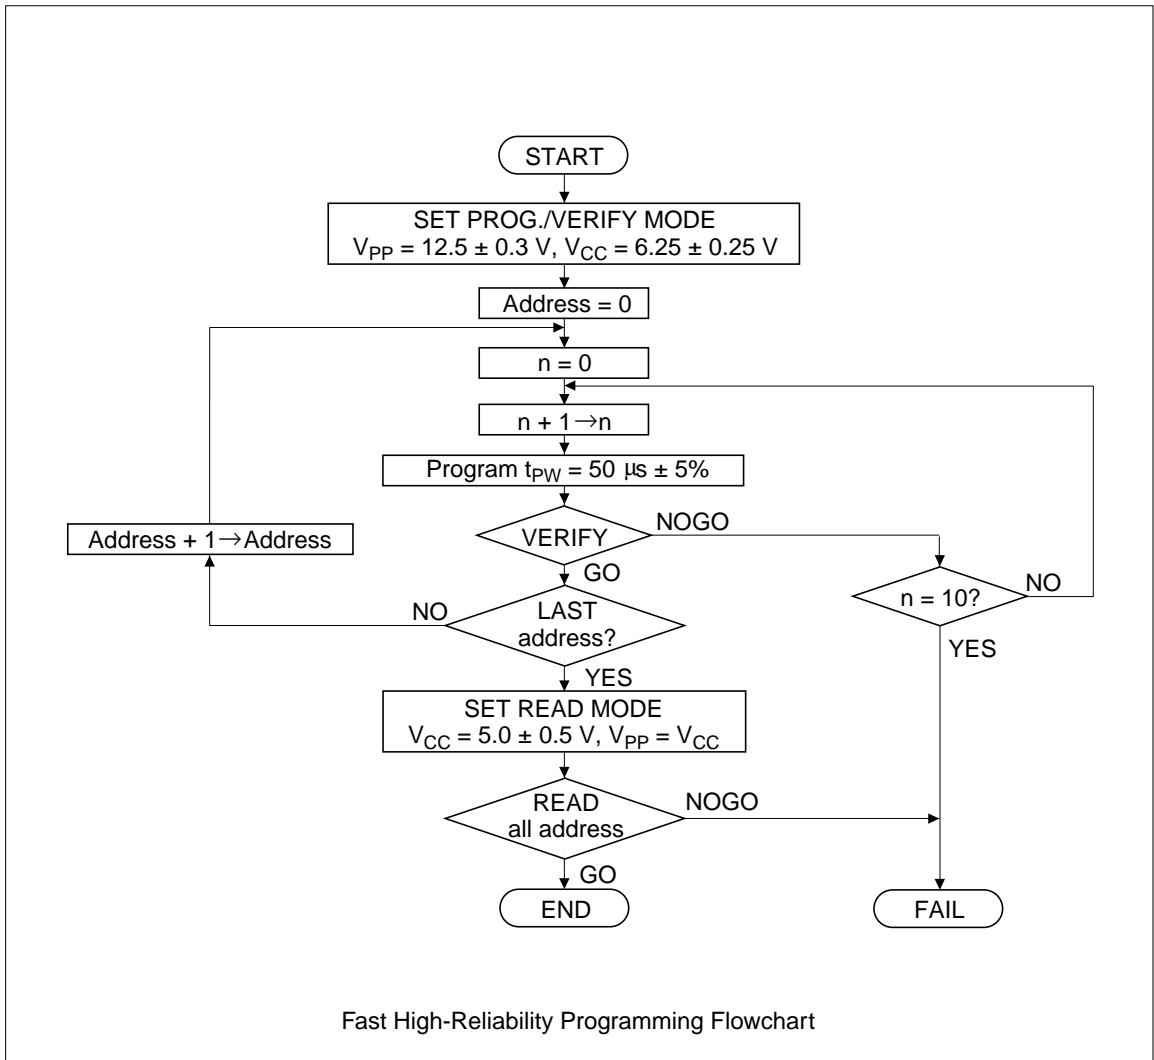 START
SET PROG./VERIFY MODE
VPP = 12.5 ± 0.3 V, VCC = 6.25 ± 0.25 V
Address = 0
n = 0
n + 1→n
Program tPW = 50 μs ± 5%
Address + 1→Address
VERIFY
NOGO
GO
n = 10?
NO
YES
NO
LAST
address?
YES
SET READ MODE
VCC = 5.0 ± 0.5 V, VPP = VCC
READ
all address
NOGO
GO
END
FAIL
Fast High-Reliability Programming Flowchart